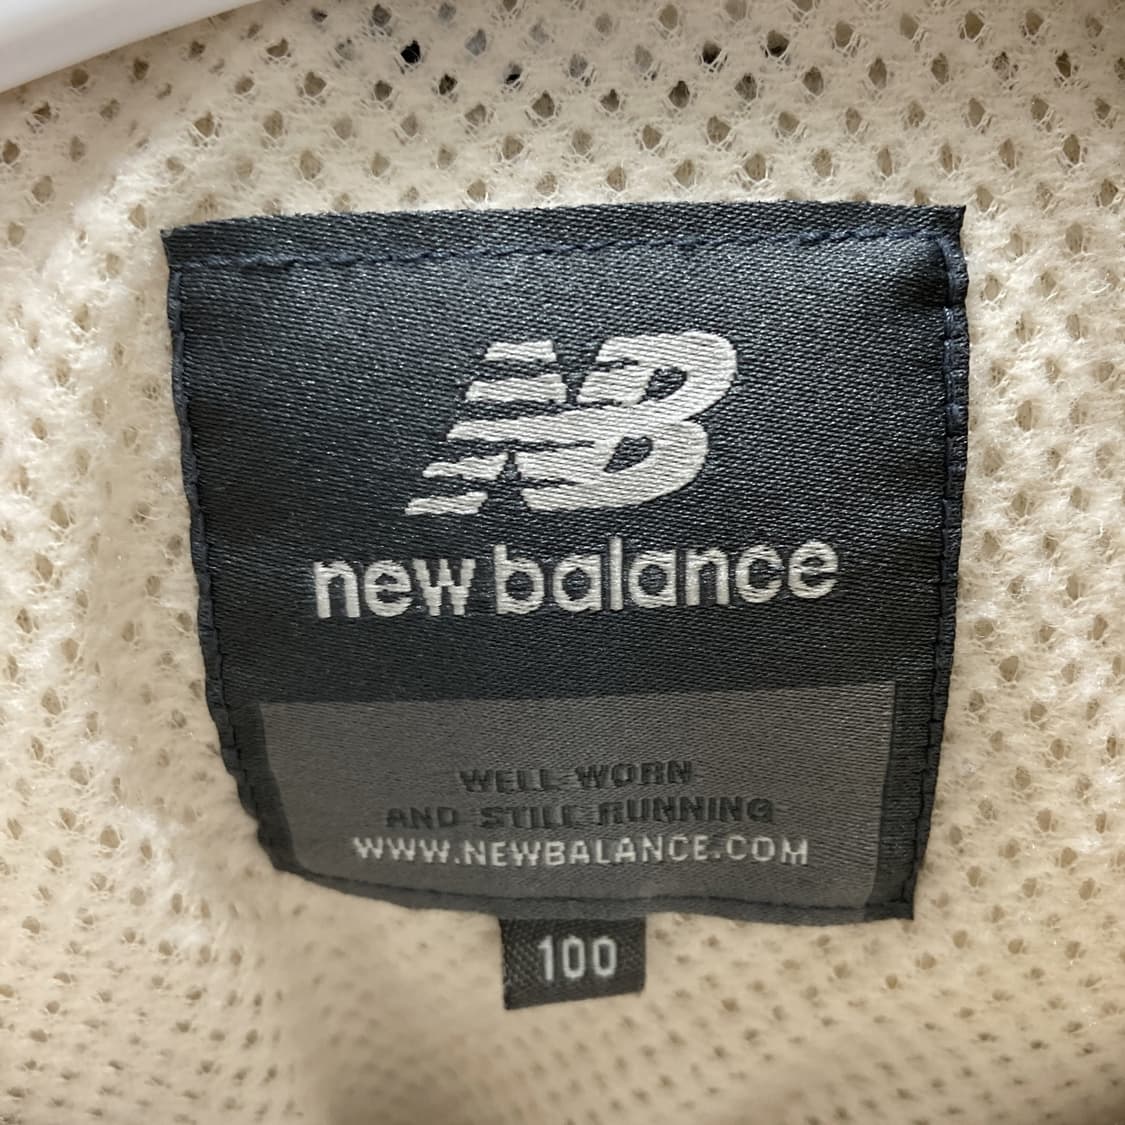 NB
new balance
WELL WORN
AND STILL RUNNING
WWW.NEWBALANCE.COM
100